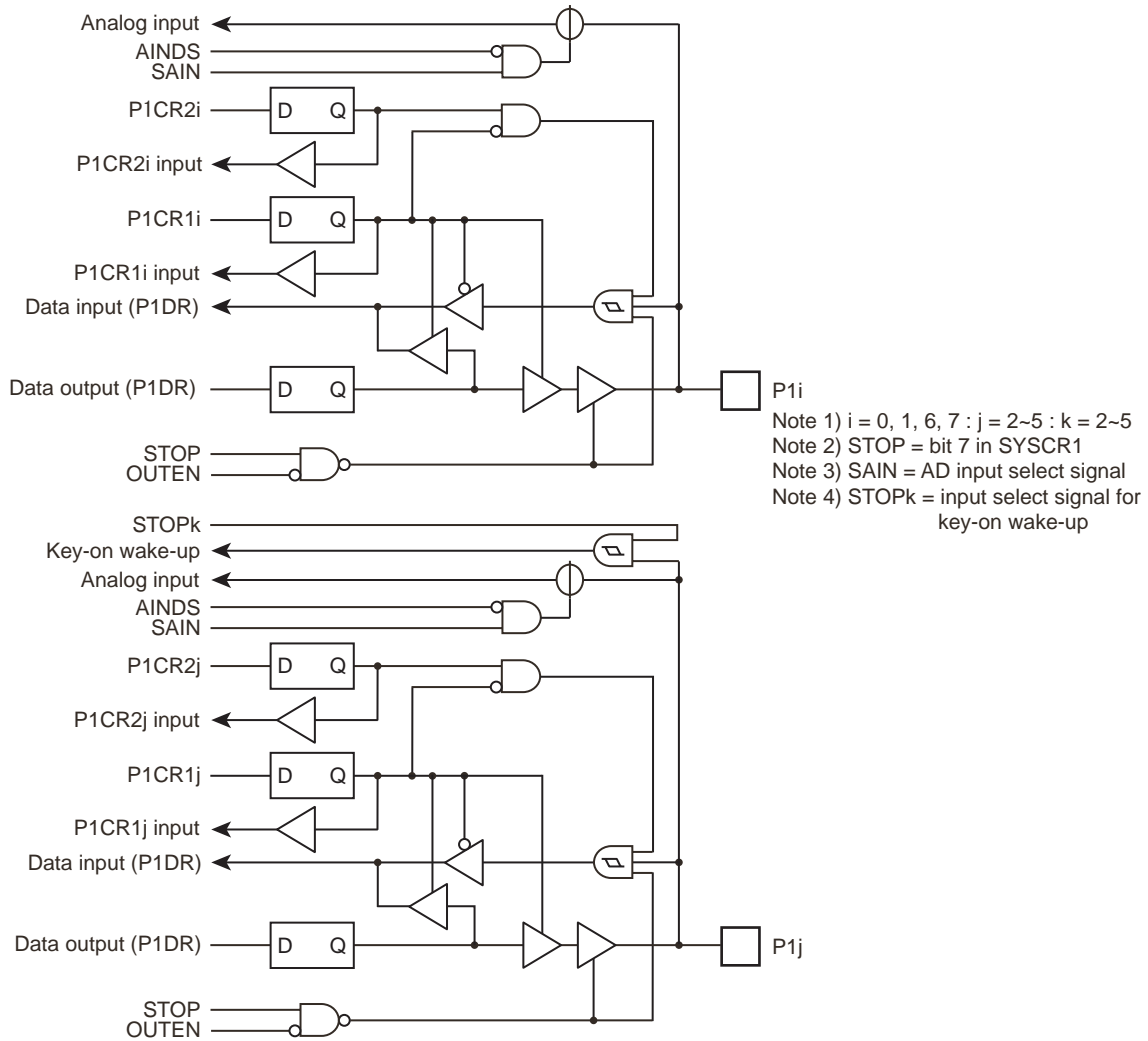 Analog input
AINDS
SAIN
P1CR2i
D Q
P1CR2i input
P1CR1i
D Q
P1CR1i input
Data input (P1DR)
Data output (P1DR)
D Q
P1i
STOP
OUTEN
Note 1) i = 0, 1, 6, 7 : j = 2~5 : k = 2~5
Note 2) STOP = bit 7 in SYSCR1
Note 3) SAIN = AD input select signal
Note 4) STOPk = input select signal for
key-on wake-up
STOPk
Key-on wake-up
Analog input
AINDS
SAIN
P1CR2j
D Q
P1CR2j input
P1CR1j
D Q
P1CR1j input
Data input (P1DR)
Data output (P1DR)
D Q
P1j
STOP
OUTEN